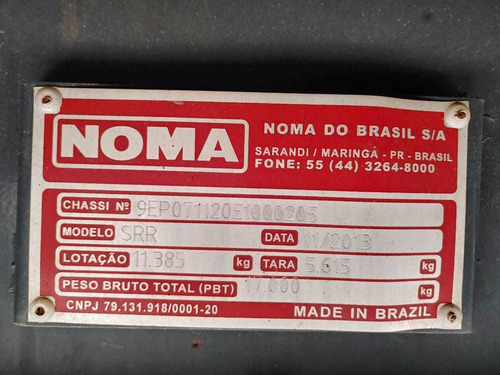 NOMA
NOMA DO BRASIL S/A
SARANDI / MARINGÁ - PR - BRASIL
FONE: 55 (44) 3264-8000
CHASSI Nº 9EP071120E1000205
MODELO SRR DATA 11/2013
LOTAÇÃO 11.385 kg TARA 5.615 kg
PESO BRUTO TOTAL (PBT) 17.000 kg
CNPJ 79.131.918/0001-20 MADE IN BRAZIL